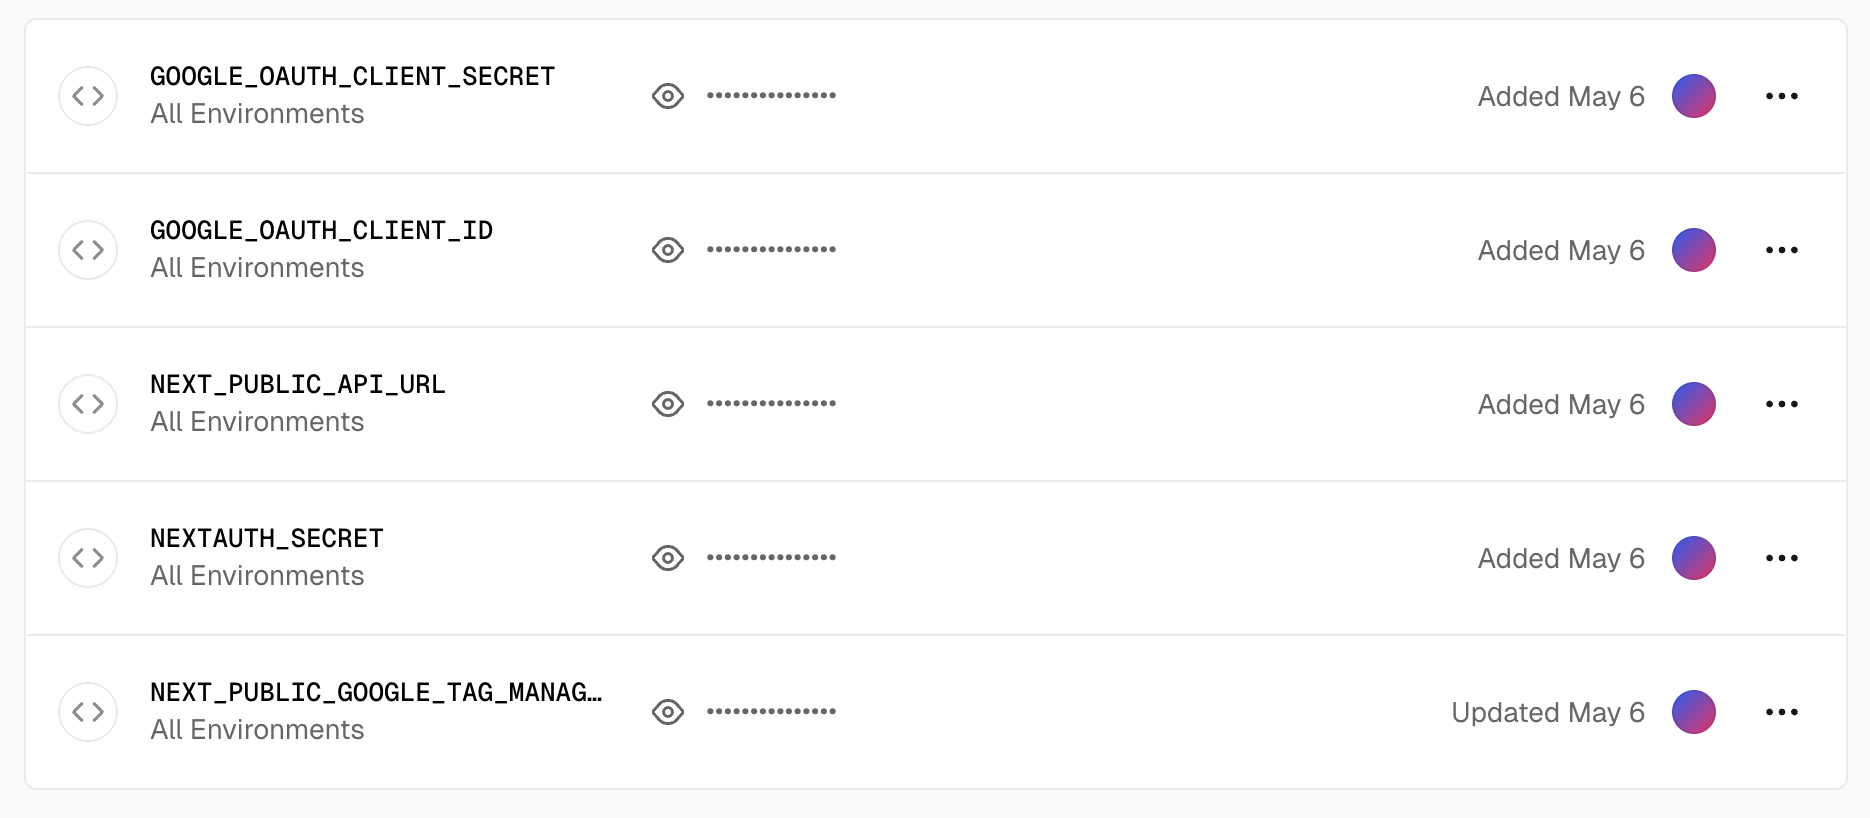 GOOGLE_OAUTH_CLIENT_SECRET
All Environments
••••••••••••••
Added May 6
GOOGLE_OAUTH_CLIENT_ID
All Environments
••••••••••••••
Added May 6
NEXT_PUBLIC_API_URL
All Environments
••••••••••••••
Added May 6
NEXTAUTH_SECRET
All Environments
••••••••••••••
Added May 6
NEXT_PUBLIC_GOOGLE_TAG_MANAG…
All Environments
••••••••••••••
Updated May 6